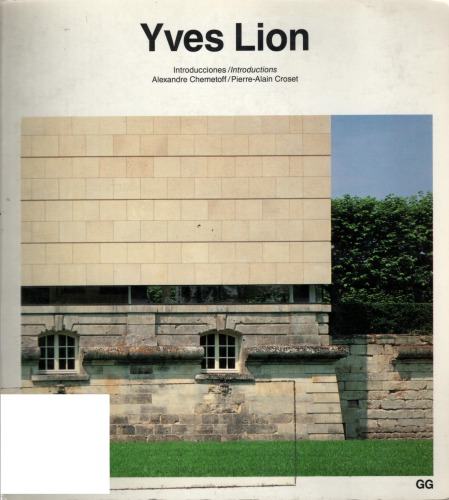 Yves Lion
Introducciones/Introductions
Alexandre Chemetoff/Pierre-Alain Croset
GG